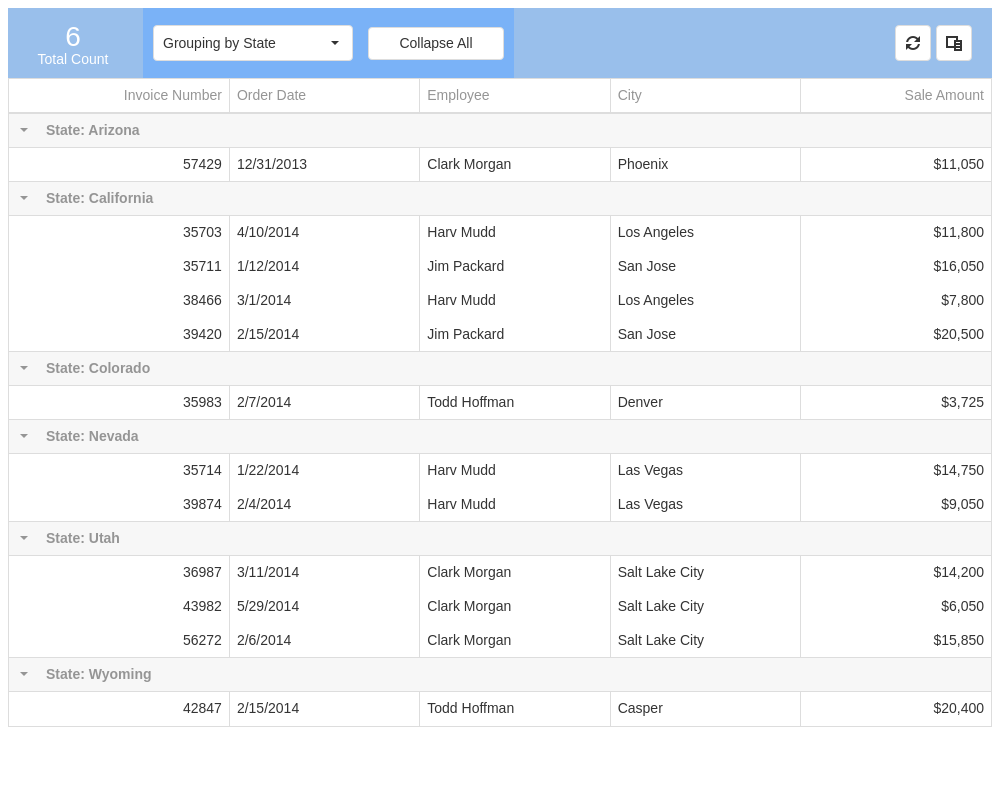 6
Total Count
Grouping by State
Collapse All
Invoice Number Order Date Employee City Sale Amount
State: Arizona
57429 12/31/2013 Clark Morgan Phoenix $11,050
State: California
35703 4/10/2014 Harv Mudd Los Angeles $11,800
35711 1/12/2014 Jim Packard San Jose $16,050
38466 3/1/2014 Harv Mudd Los Angeles $7,800
39420 2/15/2014 Jim Packard San Jose $20,500
State: Colorado
35983 2/7/2014 Todd Hoffman Denver $3,725
State: Nevada
35714 1/22/2014 Harv Mudd Las Vegas $14,750
39874 2/4/2014 Harv Mudd Las Vegas $9,050
State: Utah
36987 3/11/2014 Clark Morgan Salt Lake City $14,200
43982 5/29/2014 Clark Morgan Salt Lake City $6,050
56272 2/6/2014 Clark Morgan Salt Lake City $15,850
State: Wyoming
42847 2/15/2014 Todd Hoffman Casper $20,400